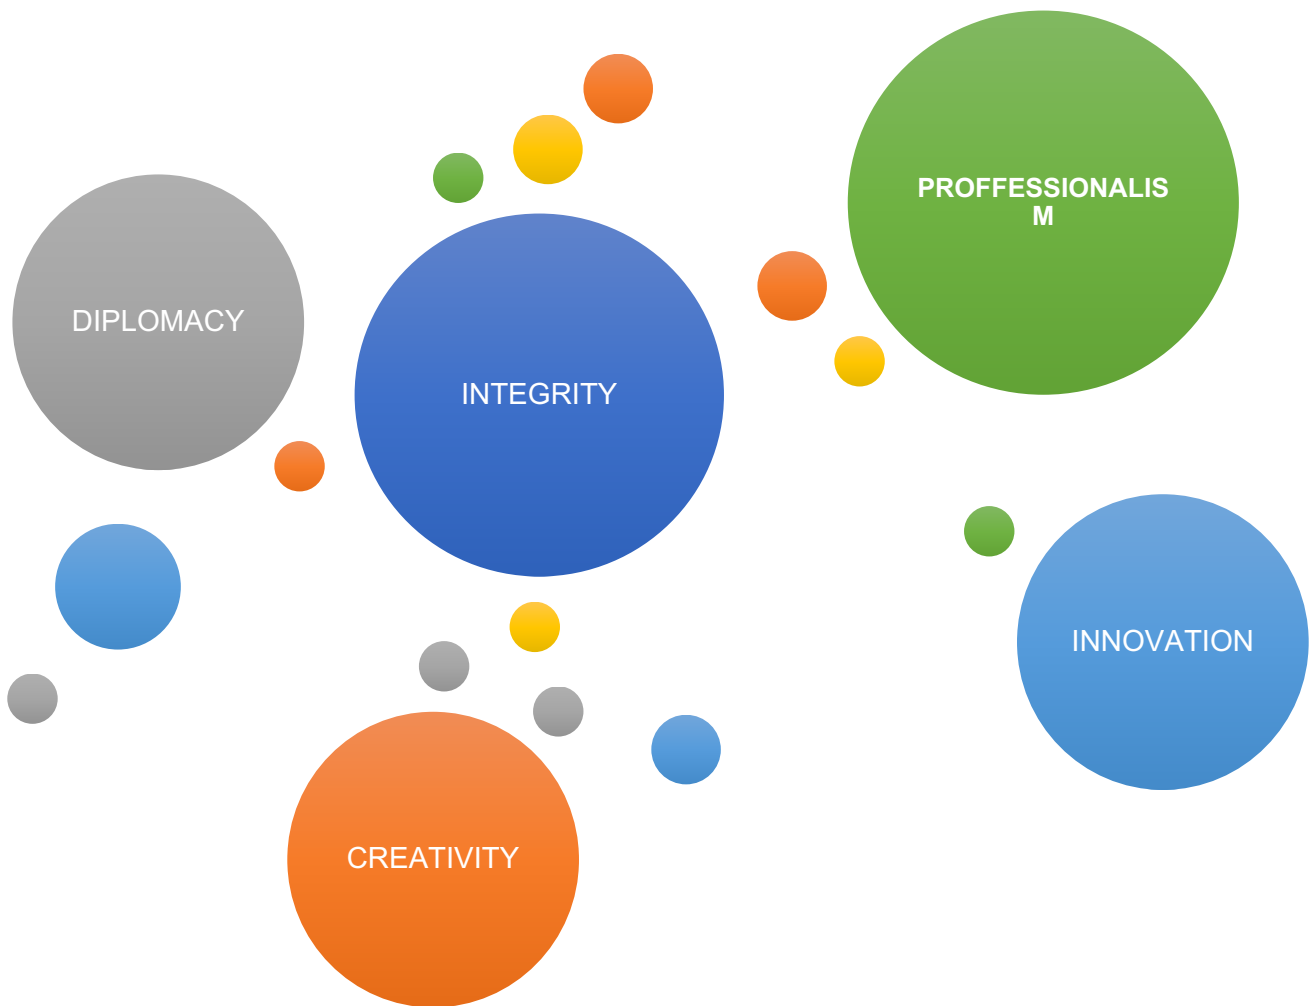 PROFFESSIONALIS
M
DIPLOMACY
INTEGRITY
INNOVATION
CREATIVITY